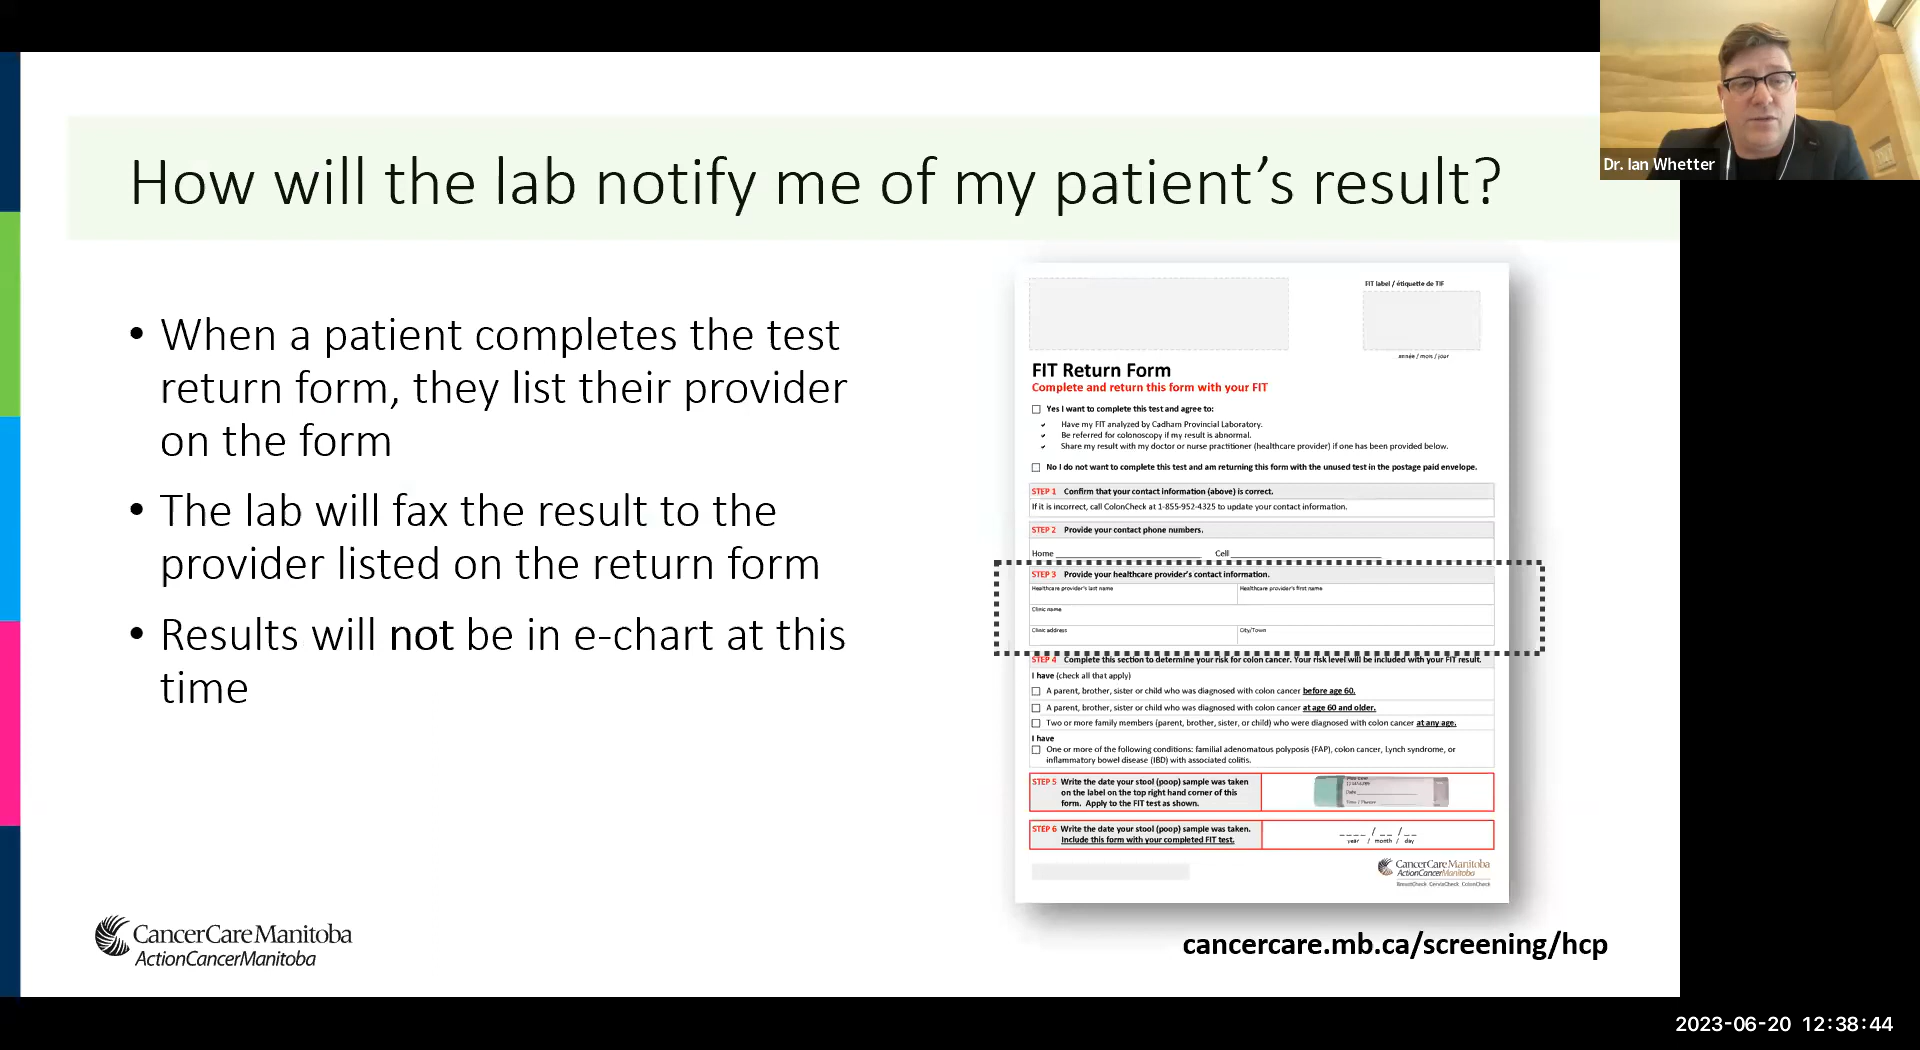 How will the lab notify me of my patient's result?
Dr. Ian Whetter
• When a patient completes the test
return form, they list their provider
on the form
• The lab will fax the result to the
provider listed on the return form
• Results will not be in e-chart at this
time
FIT label / étiquette de TIF
année / mois / jour
FIT Return Form
Complete and return this form with your FIT
Yes I want to complete this test and agree to:
Have my FIT analyzed by Cadham Provincial Laboratory.
Be referred for colonoscopy if my result is abnormal.
Share my result with my doctor or nurse practitioner (healthcare provider) if one has been provided below.
No I do not want to complete this test and am returning this form with the unused test in the postage paid envelope.
STEP 1 Confirm that your contact information (above) is correct.
If it is incorrect, call ColonCheck at 1-855-952-4325 to update your contact information.
STEP 2 Provide your contact phone numbers.
Home Cell
STEP 3 Provide your healthcare provider's contact information.
Healthcare provider's last name Healthcare provider's first name
Clinic name
Clinic address City/Town
STEP 4 Complete this section to determine your risk for colon cancer. Your risk level will be included with your FIT result.
I have (check all that apply)
A parent, brother, sister or child who was diagnosed with colon cancer before age 60.
A parent, brother, sister or child who was diagnosed with colon cancer at age 60 and older.
Two or more family members (parent, brother, sister, or child) who were diagnosed with colon cancer at any age.
I have
One or more of the following conditions: familial adenomatous polyposis (FAP), colon cancer, Lynch syndrome, or
inflammatory bowel disease (IBD) with associated colitis.
STEP 5 Write the date your stool (poop) sample was taken
on the label on the top right hand corner of this
form. Apply to the FIT test as shown.
Date
STEP 6 Write the date your stool (poop) sample was taken.
Include this form with your completed FIT test.
____ / __ / __
year / month / day
CancerCare Manitoba
ActionCancerManitoba
BreastCheck CervixCheck ColonCheck
CancerCare Manitoba
ActionCancerManitoba
cancercare.mb.ca/screening/hcp
2023-06-20 12:38:44